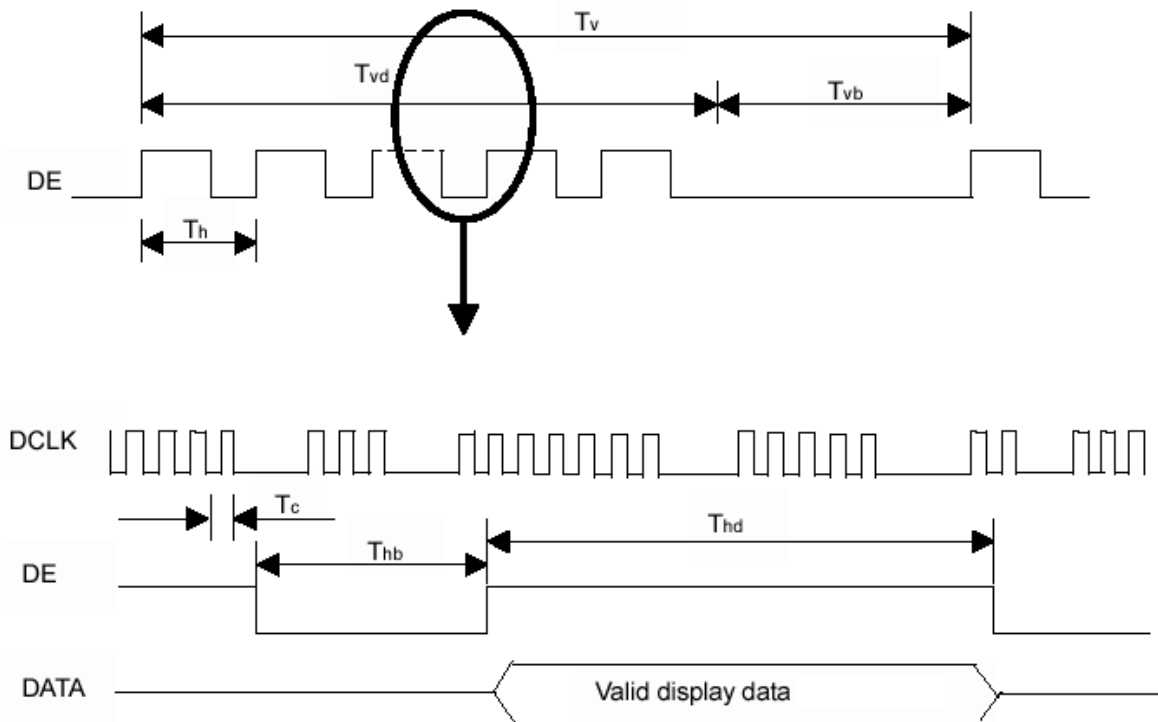 Tv
Tvd
Tvb
DE
Th
DCLK
Tc
Thd
Thb
DE
DATA
Valid display data